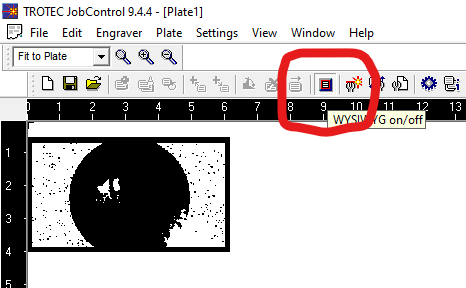 TROTEC JobControl 9.4.4 - [Plate1]
Edit Engraver Plate Settings View Window Help
Fit to Plate
WYSIWYG on/off
0 1 2 3 4 5 6 7 8 9 10 11 12 13
1
2
3
4
5